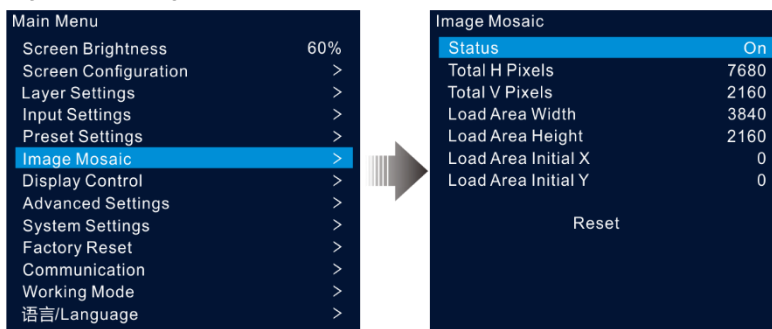 Main Menu
Screen Brightness 60%
Screen Configuration >
Layer Settings >
Input Settings >
Preset Settings >
Image Mosaic >
Display Control >
Advanced Settings >
System Settings >
Factory Reset >
Communication >
Working Mode >
语言/Language >
Image Mosaic
Status On
Total H Pixels 7680
Total V Pixels 2160
Load Area Width 3840
Load Area Height 2160
Load Area Initial X 0
Load Area Initial Y 0
Reset